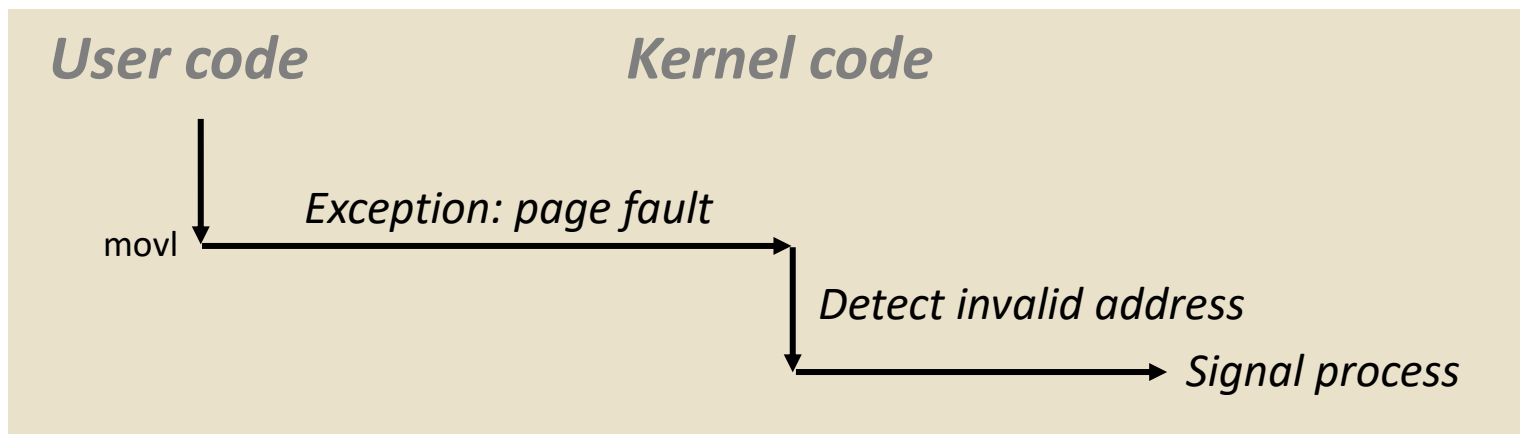 User code
Kernel code
Exception: page fault
movl
Detect invalid address
Signal process